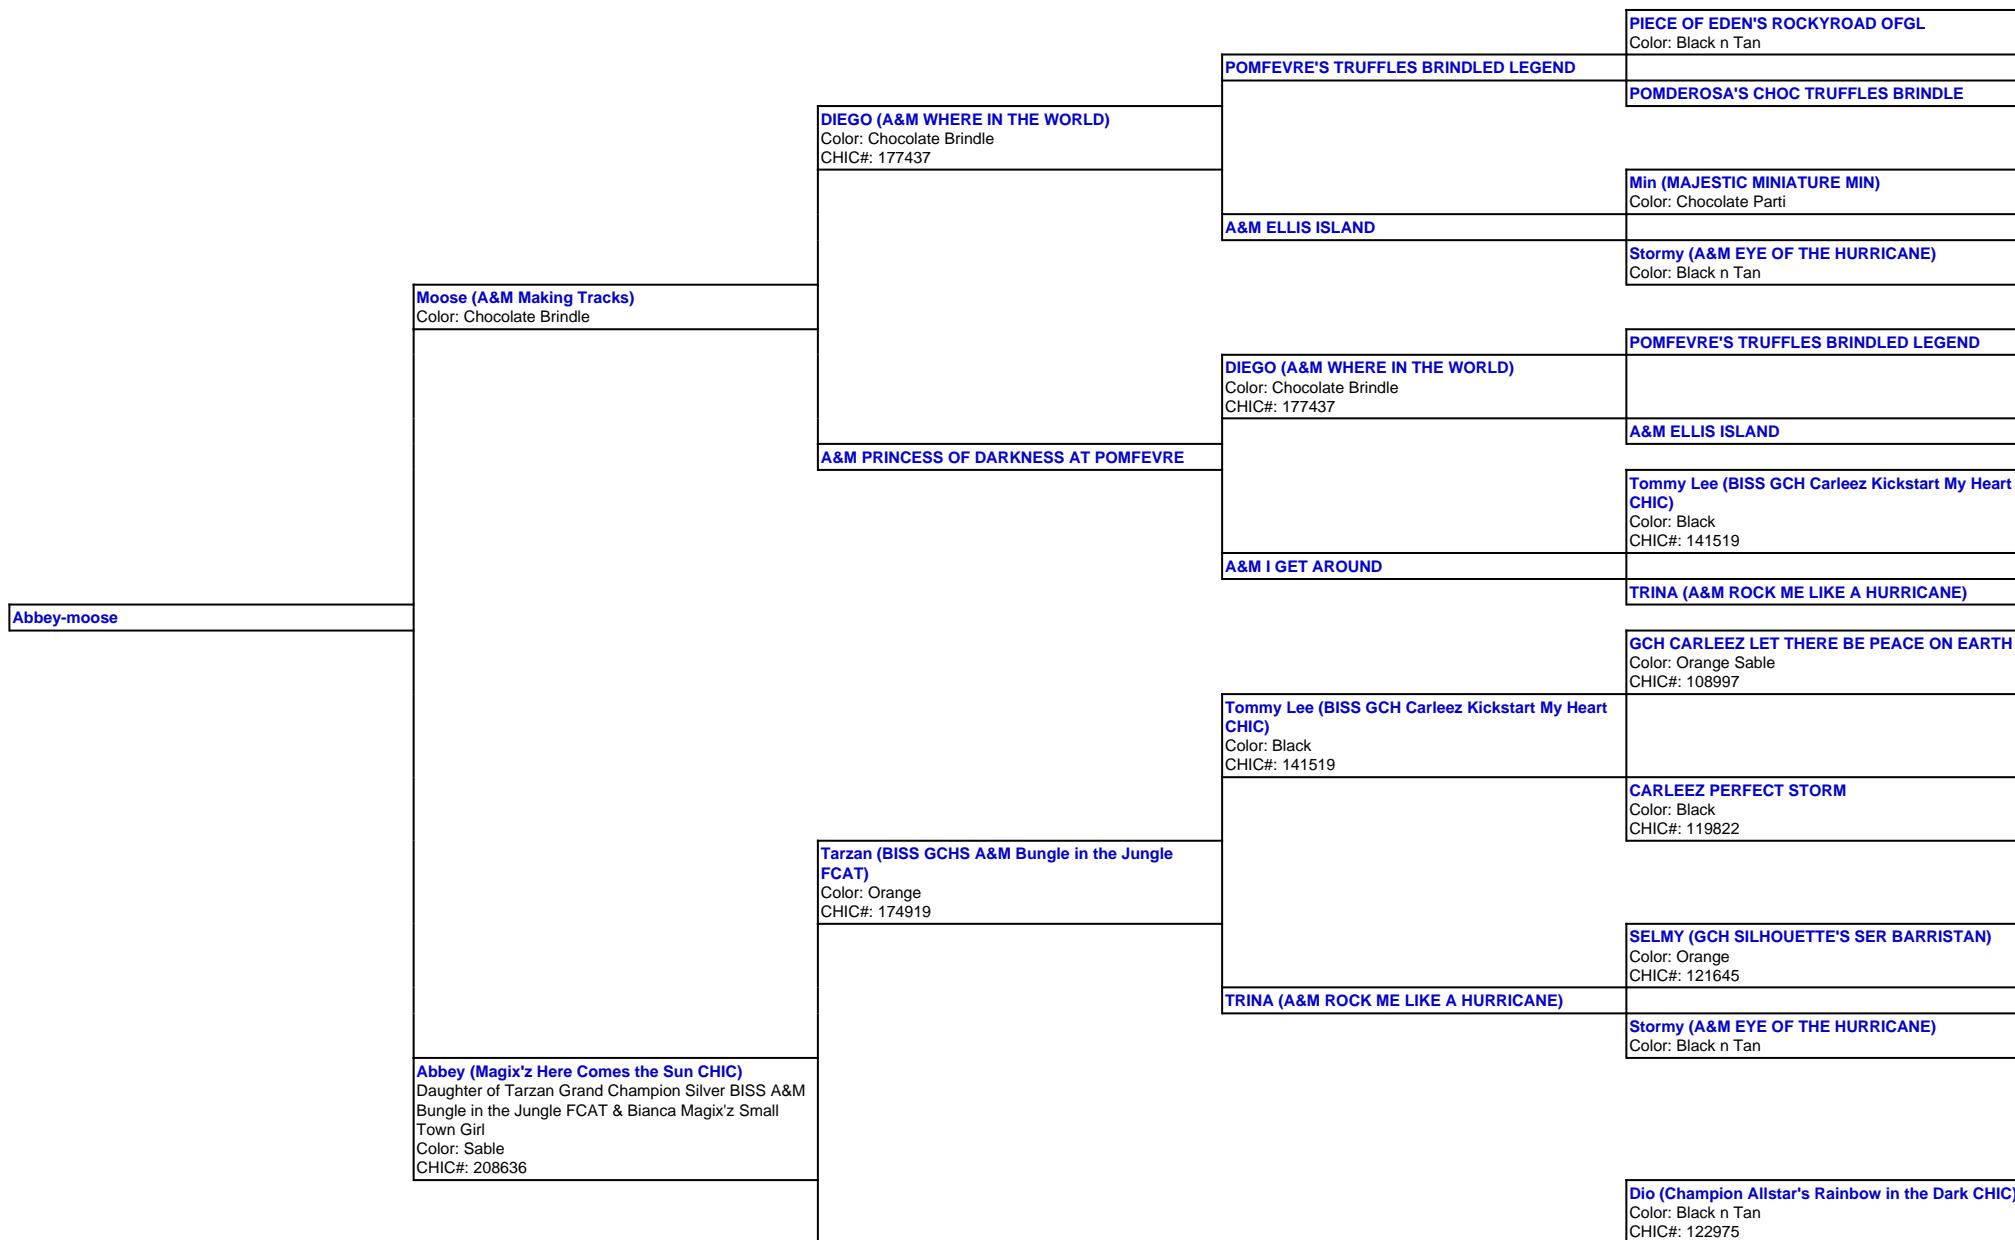 PIECE OF EDEN'S ROCKYROAD OFGL
Color: Black n Tan
POMFEVRE'S TRUFFLES BRINDLED LEGEND
POMDEROSA'S CHOC TRUFFLES BRINDLE
DIEGO (A&M WHERE IN THE WORLD)
Color: Chocolate Brindle
CHIC#: 177437
Min (MAJESTIC MINIATURE MIN)
Color: Chocolate Parti
A&M ELLIS ISLAND
Stormy (A&M EYE OF THE HURRICANE)
Color: Black n Tan
Moose (A&M Making Tracks)
Color: Chocolate Brindle
POMFEVRE'S TRUFFLES BRINDLED LEGEND
DIEGO (A&M WHERE IN THE WORLD)
Color: Chocolate Brindle
CHIC#: 177437
A&M ELLIS ISLAND
A&M PRINCESS OF DARKNESS AT POMFEVRE
Tommy Lee (BISS GCH Carleez Kickstart My Heart
CHIC)
Color: Black
CHIC#: 141519
A&M I GET AROUND
TRINA (A&M ROCK ME LIKE A HURRICANE)
Abbey-moose
GCH CARLEEZ LET THERE BE PEACE ON EARTH
Color: Orange Sable
CHIC#: 108997
Tommy Lee (BISS GCH Carleez Kickstart My Heart
CHIC)
Color: Black
CHIC#: 141519
CARLEEZ PERFECT STORM
Color: Black
CHIC#: 119822
Tarzan (BISS GCHS A&M Bungle in the Jungle
FCAT)
Color: Orange
CHIC#: 174919
SELMY (GCH SILHOUETTE'S SER BARRISTAN)
Color: Orange
CHIC#: 121645
TRINA (A&M ROCK ME LIKE A HURRICANE)
Stormy (A&M EYE OF THE HURRICANE)
Color: Black n Tan
Abbey (Magix'z Here Comes the Sun CHIC)
Daughter of Tarzan Grand Champion Silver BISS A&M
Bungle in the Jungle FCAT & Bianca Magix'z Small
Town Girl
Color: Sable
CHIC#: 208636
Dio (Champion Allstar's Rainbow in the Dark CHIC)
Color: Black n Tan
CHIC#: 122975